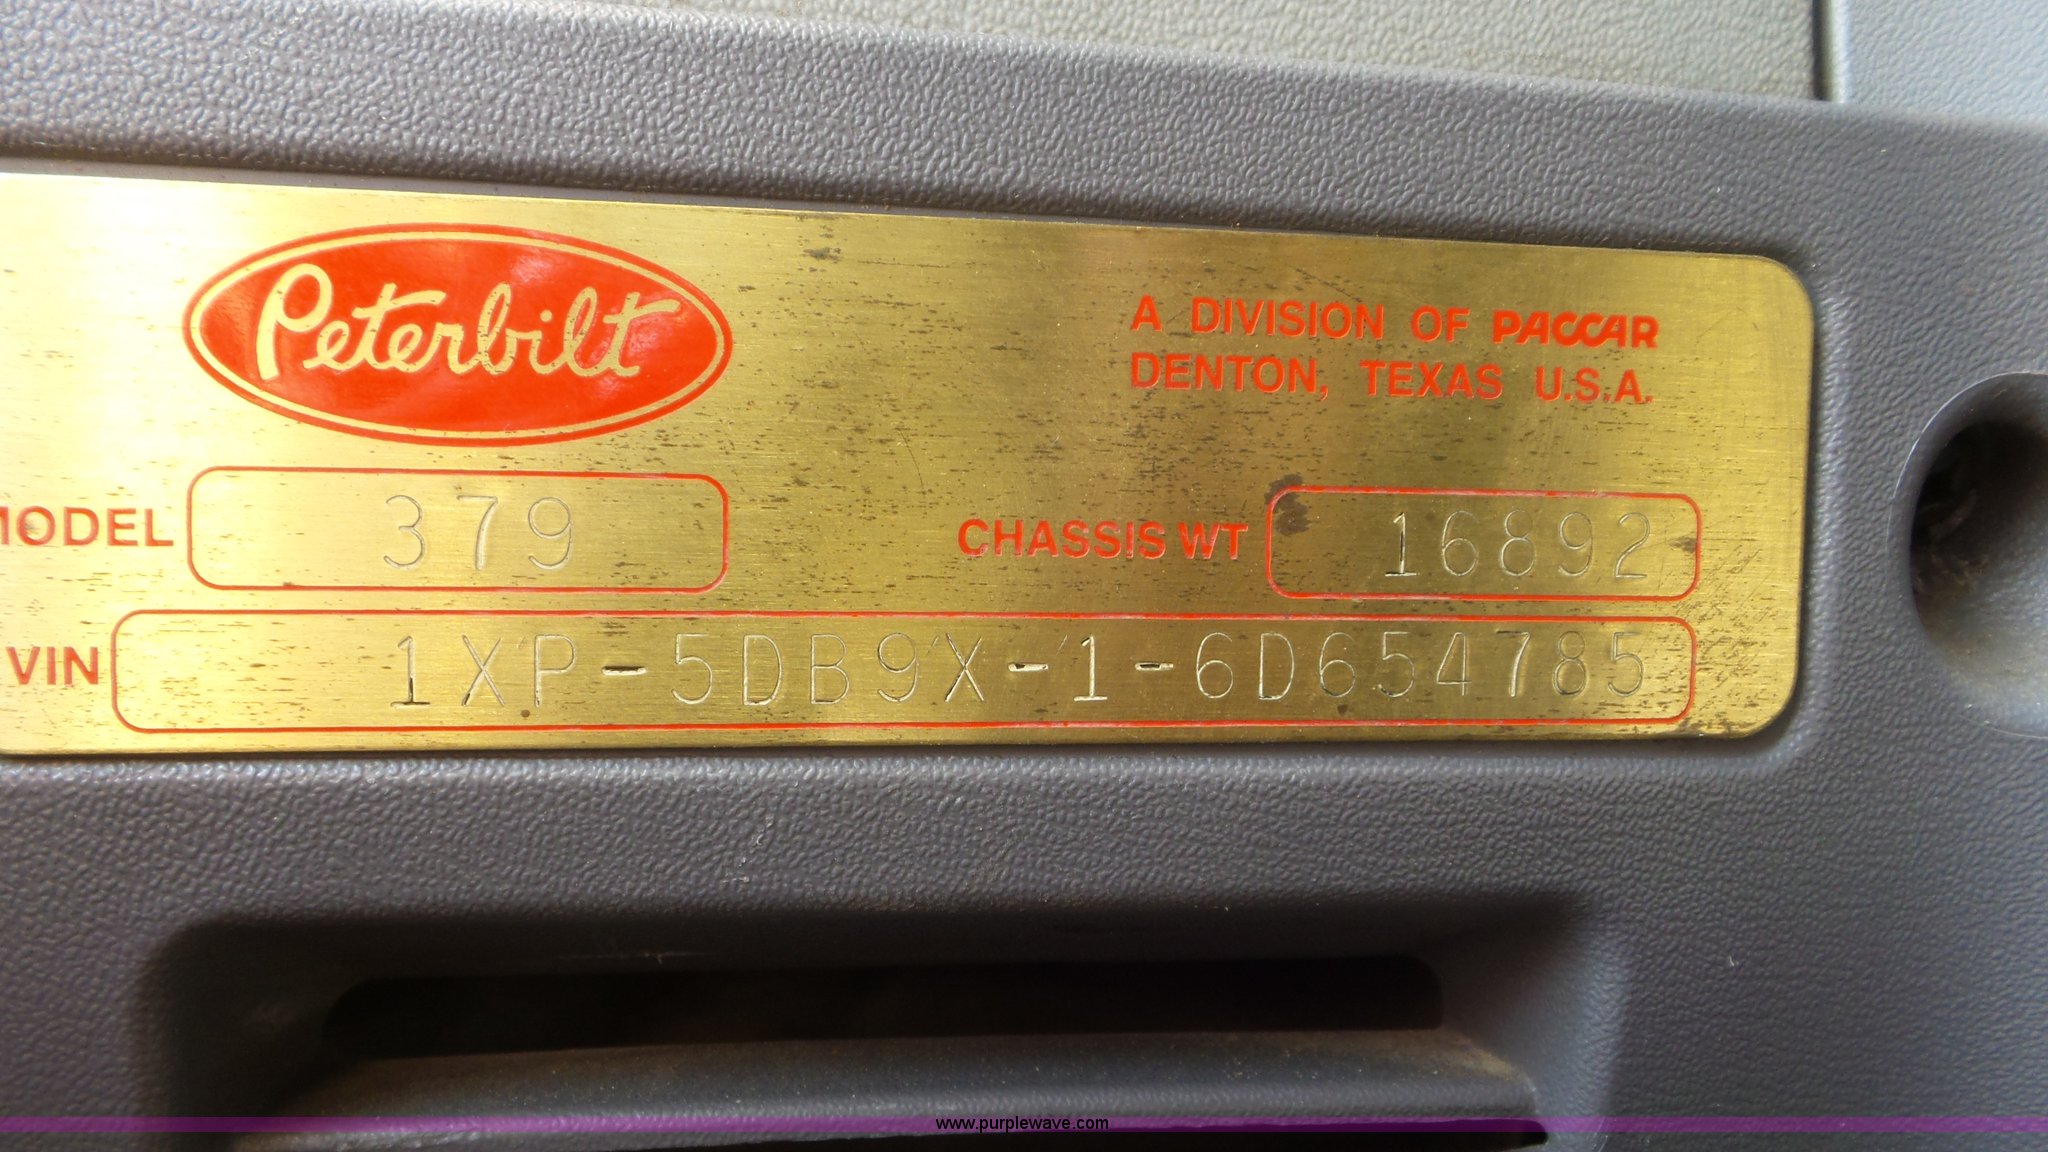 Peterbilt
A DIVISION OF PACCAR
DENTON, TEXAS U.S.A.
MODEL 379 CHASSIS WT 16892
VIN 1XP-5DB9X-1-6D654785
www.purplewave.com